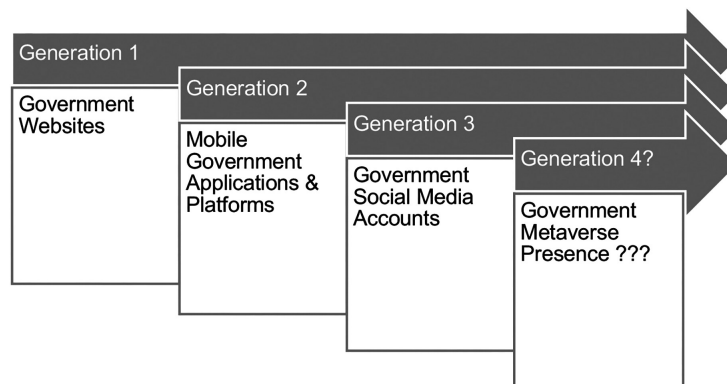 Generation 1
Government
Websites
Generation 2
Mobile
Government
Applications &
Platforms
Generation 3
Government
Social Media
Accounts
Generation 4?
Government
Metaverse
Presence ???